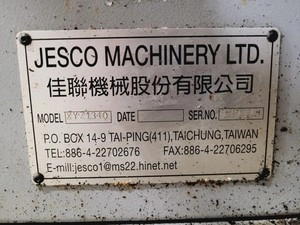 JESCO MACHINERY LTD.
佳聯機械股份有限公司
MODEL DATE SER.NO.
P.O. BOX 14-9 TAI-PING(411),TAICHUNG,TAIWAN
TEL:886-4-22702676 FAX:886-4-22706295
E-mill:jesco1@ms22.hinet.net